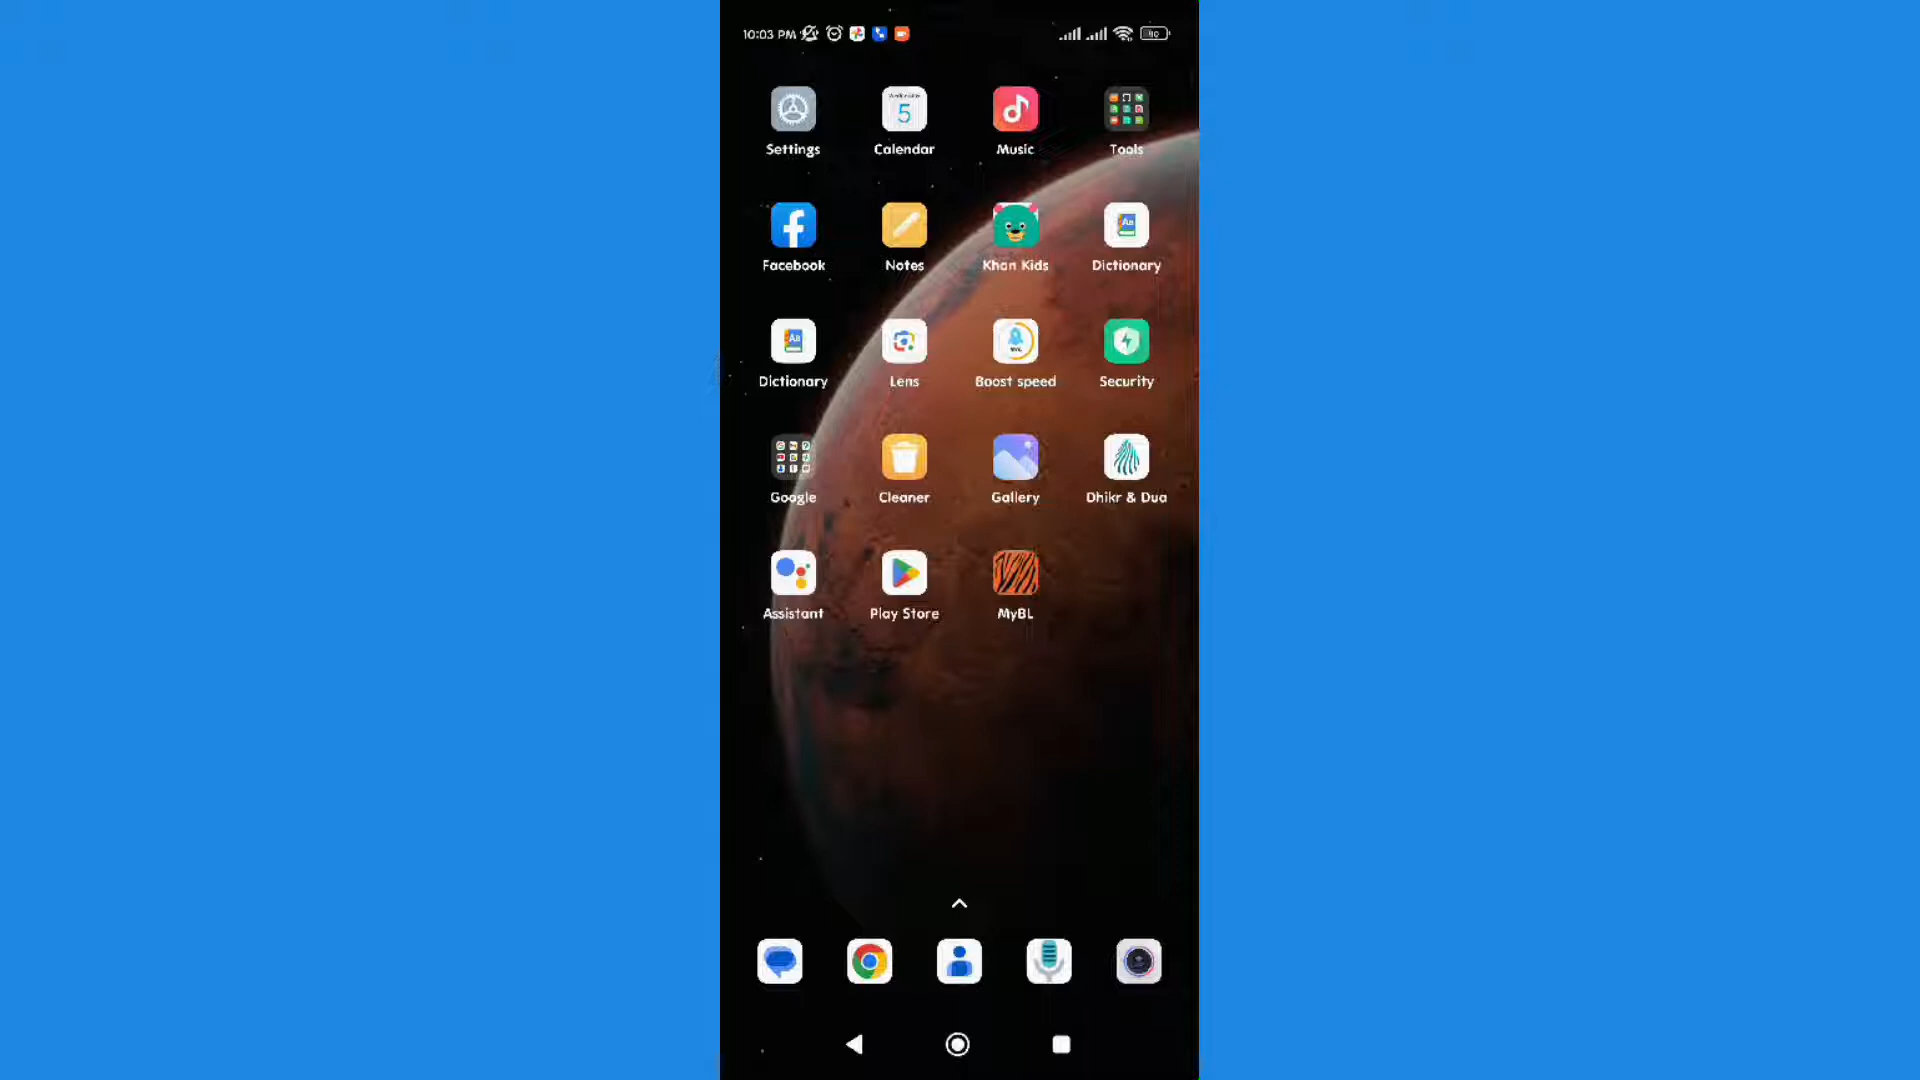 10:03 PM
5
Settings
Calendar
Music
Tools
Facebook
Notes
Khan Kids
Dictionary
Dictionary
Lens
Boost speed
Security
Google
Cleaner
Gallery
Dhikr & Dua
Assistant
Play Store
MyBL